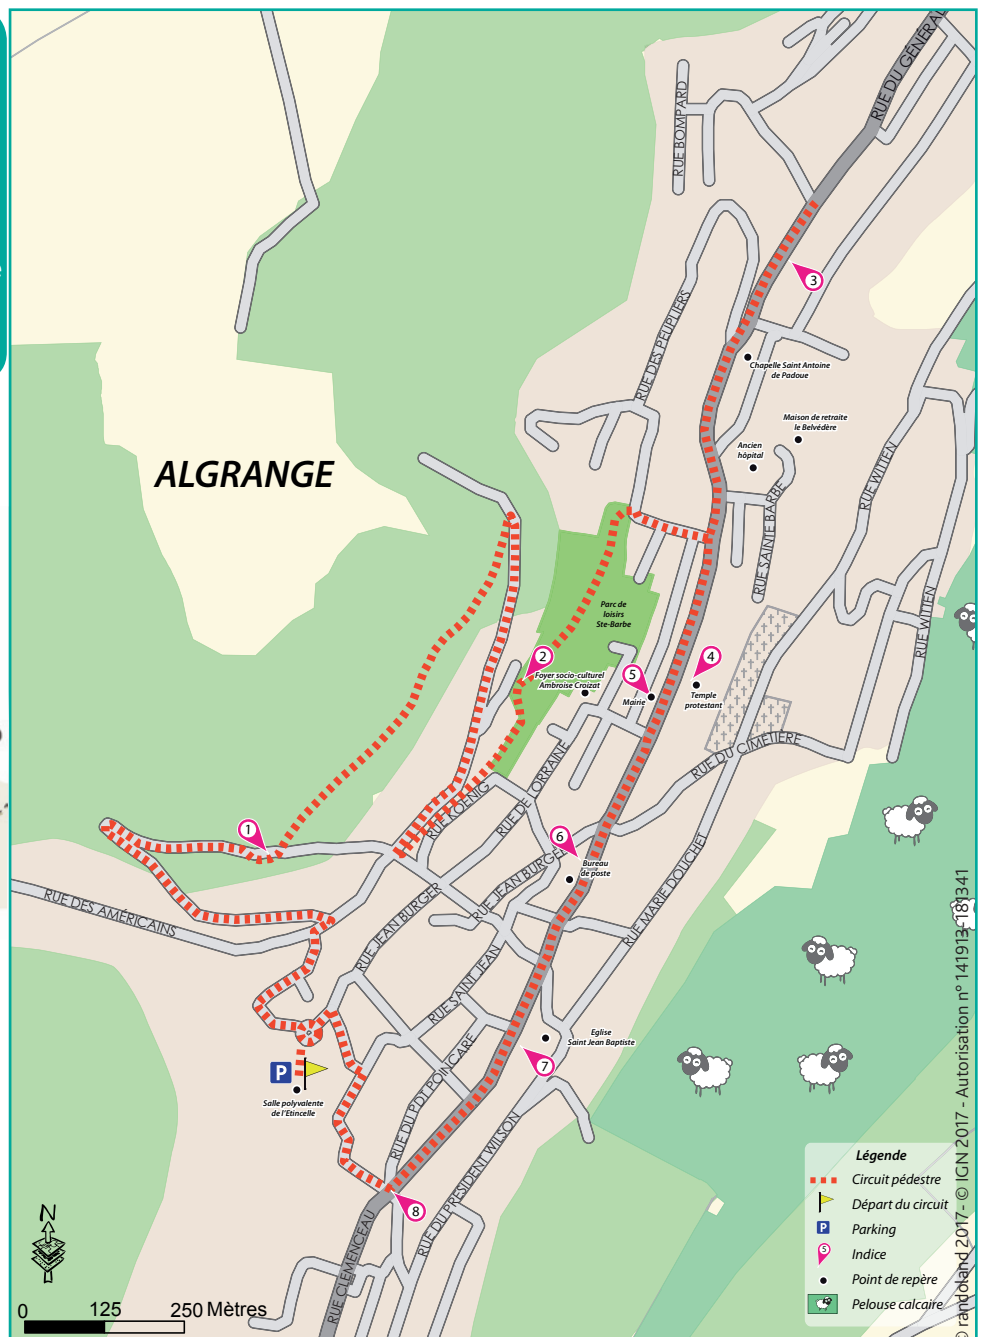 RUE DU GÉNÉRAL
RUE BOMPARD
3
RUE DES PEUPLIERS
Chapelle Saint Antoine
de Padoue
Maison de retraite
le Belvédère
Ancien
hôpital
ALGRANGE
RUE WITTEN
RUE SAINTE BARBE
RUE WITTEN
Parc de
loisirs
Ste-Barbe
2
4
5
Foyer socio-culturel
Ambroise Croizat
Mairie
Temple
protestant
RUE DU CIMETIÈRE
RUE DE LORRAINE
RUE KOENIG
1
6
RUE JEAN BURGER
Bureau
de poste
RUE MARIE DOUCHET
RUE DES AMÉRICAINS
RUE JEAN BURGER
RUE SAINT JEAN
Eglise
Saint Jean Baptiste
7
P
Salle polyvalente
de l'Etincelle
RUE DU PDT POINCARE
RUE DU PRESIDENT WILSON
8
RUE CLEMENCEAU
N
0 125 250 Mètres
Légende
Circuit pédestre
Départ du circuit
P Parking
5 Indice
Point de repère
Pelouse calcaire
© randoland 2017 - © IGN 2017 - Autorisation n° 141913-189341